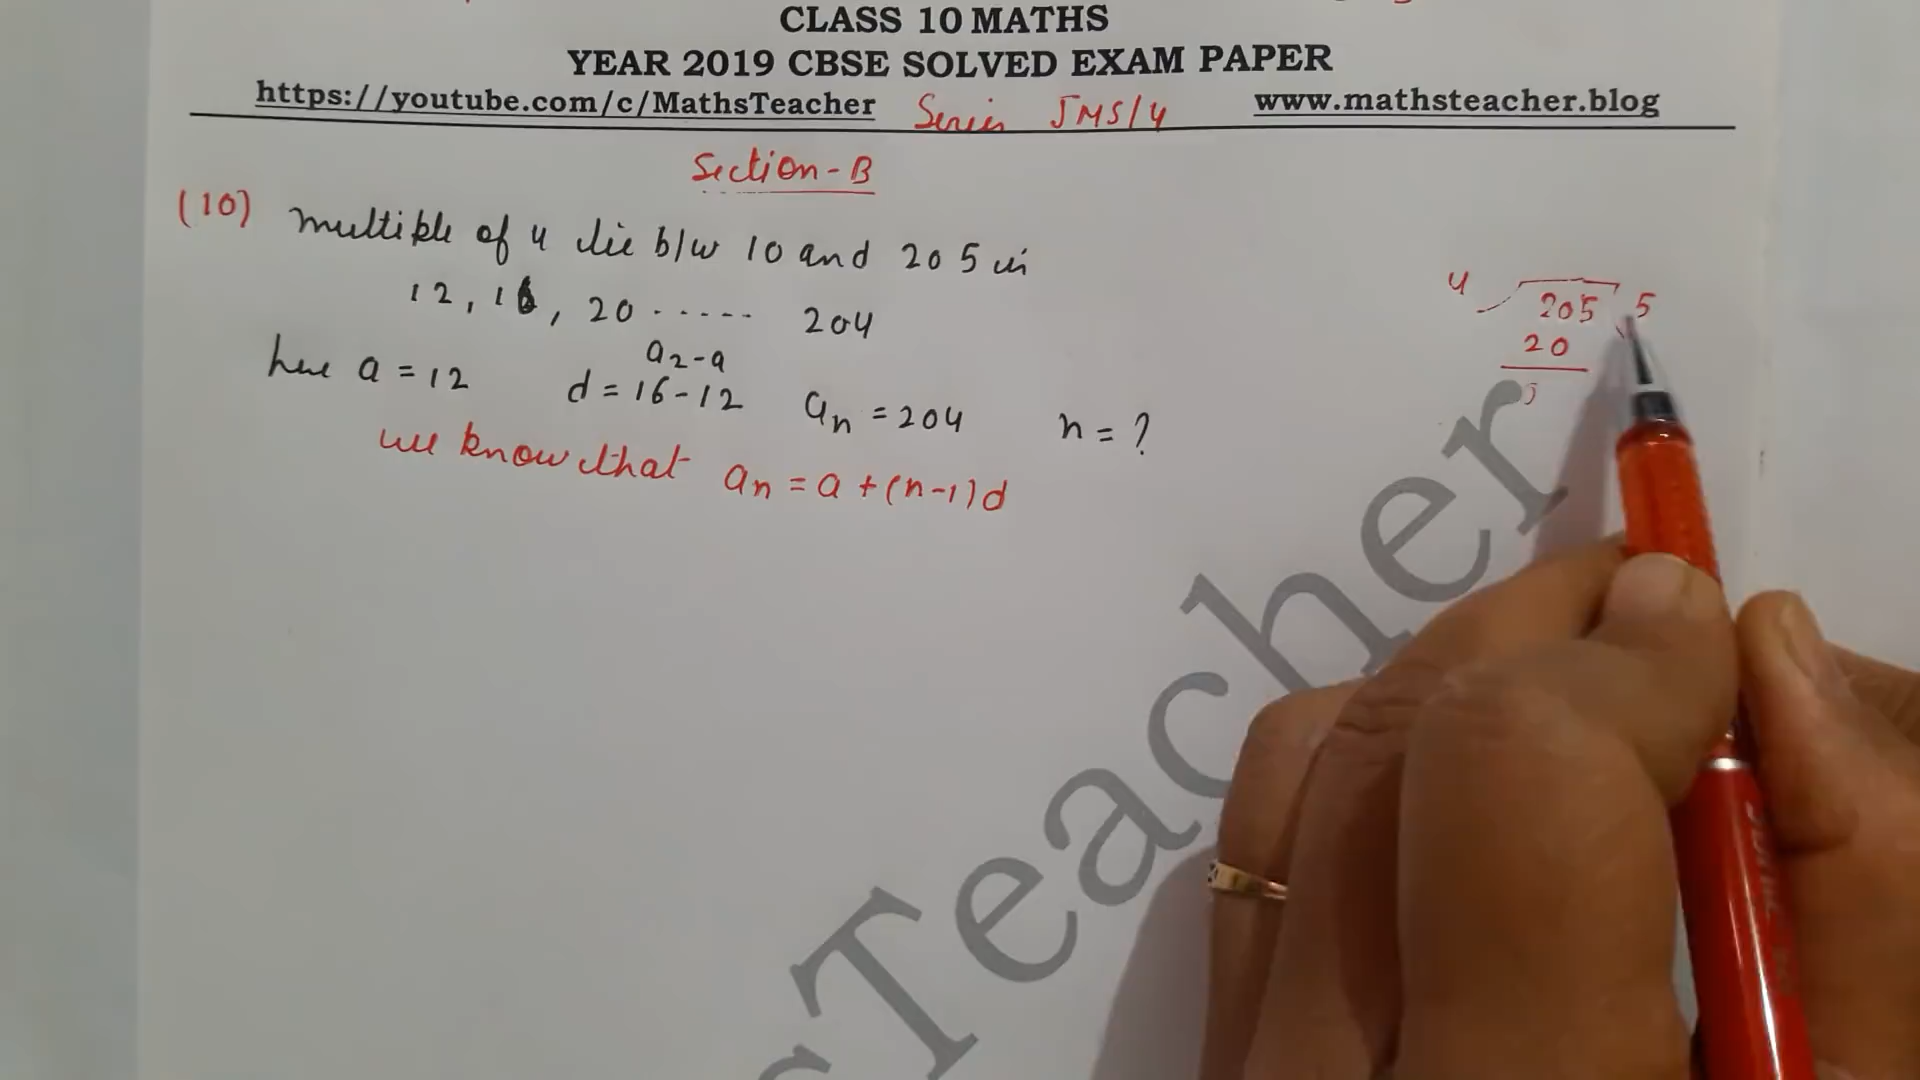 CLASS 10 MATHS
YEAR 2019 CBSE SOLVED EXAM PAPER
https://youtube.com/c/MathsTeacher Series JMS/4 www.mathsteacher.blog
Section-B
(10) Multiple of 4 lie b/w 10 and 205 is
12, 16, 20 ..... 204
a2-a
here a = 12 d = 16-12 an = 204 n = ?
we know that an = a + (n-1)d
4 205 5
20
5
sTeacher